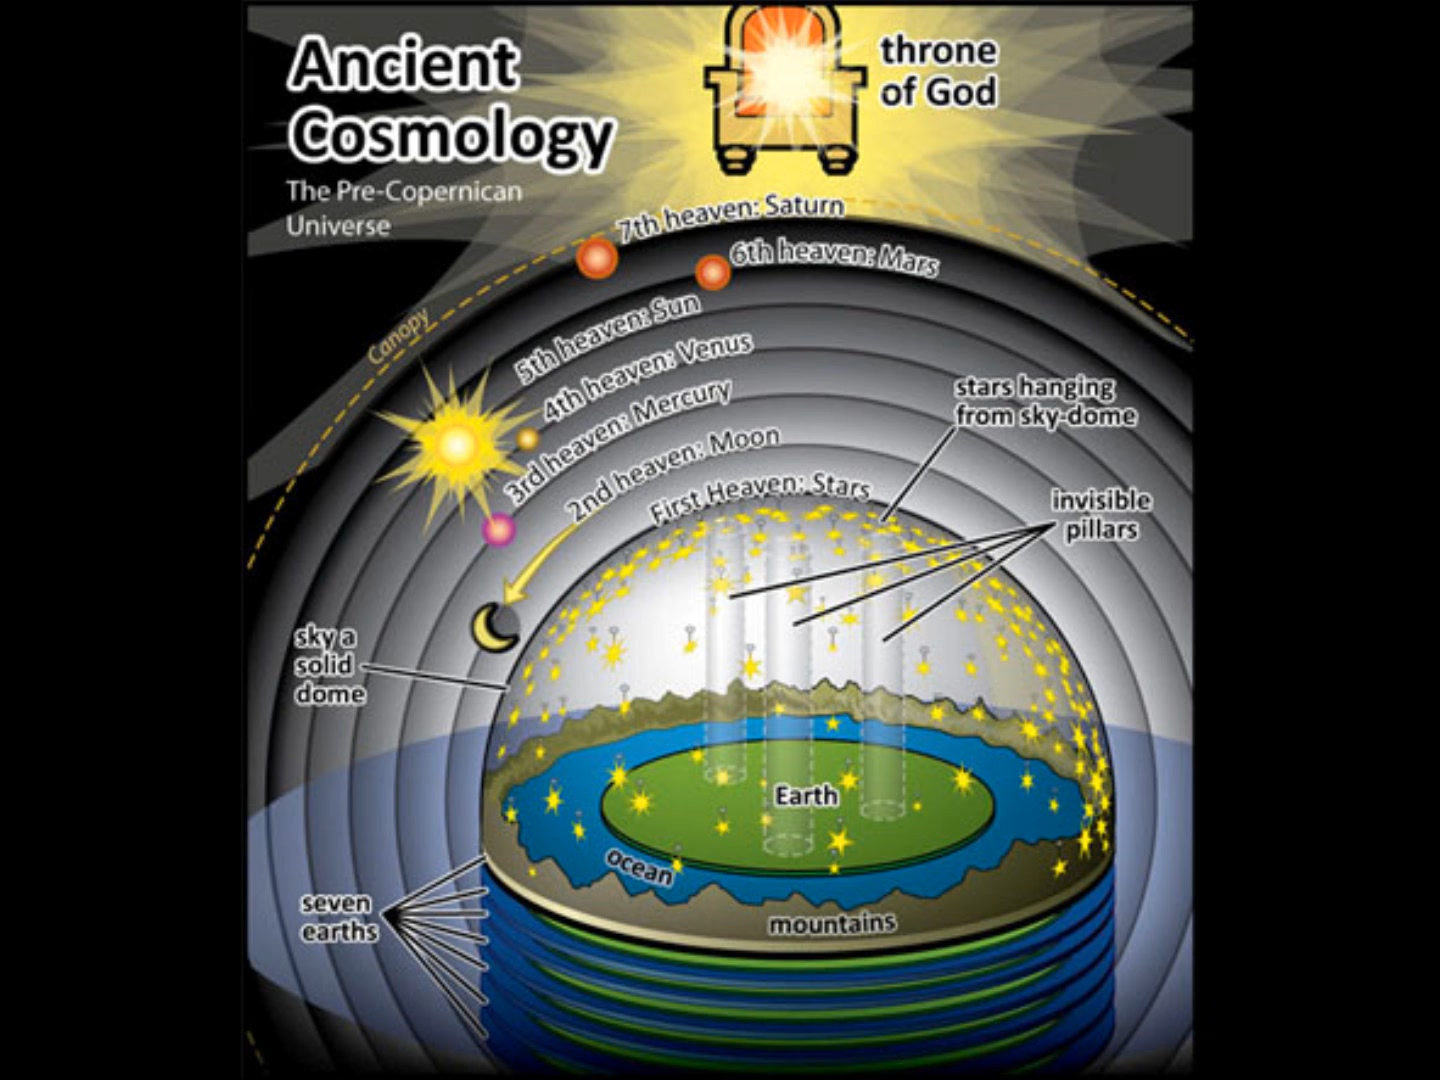 Ancient
Cosmology
The Pre-Copernican
Universe
throne
of God
7th heaven: Saturn
6th heaven: Mars
Canopy
5th heaven: Sun
4th heaven: Venus
3rd heaven: Mercury
2nd heaven: Moon
First Heaven: Stars
stars hanging
from sky-dome
invisible
pillars
sky a
solid
dome
Earth
ocean
seven
earths
mountains